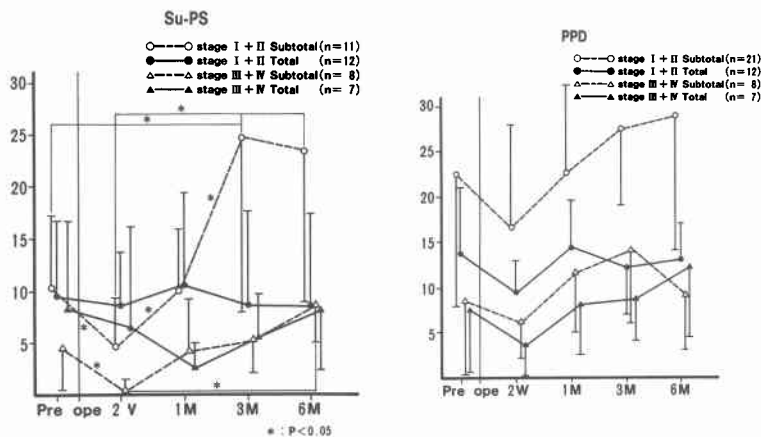 Su-PS
stage I + II Subtotal(n=11)
stage I + II Total (n=12)
stage III + IV Subtotal(n= 8)
stage III + IV Total (n= 7)
30
25
20
15
10
5
*
*
*
*
*
*
*
Pre ope 2 V 1M 3M 6M
* : P<0.05
PPD
stage I + II Subtotal(n=21)
stage I + II Total (n=12)
stage III + IV Subtotal(n= 8)
stage III + IV Total (n= 7)
30
25
20
15
10
5
Pre ope 2W 1M 3M 6M